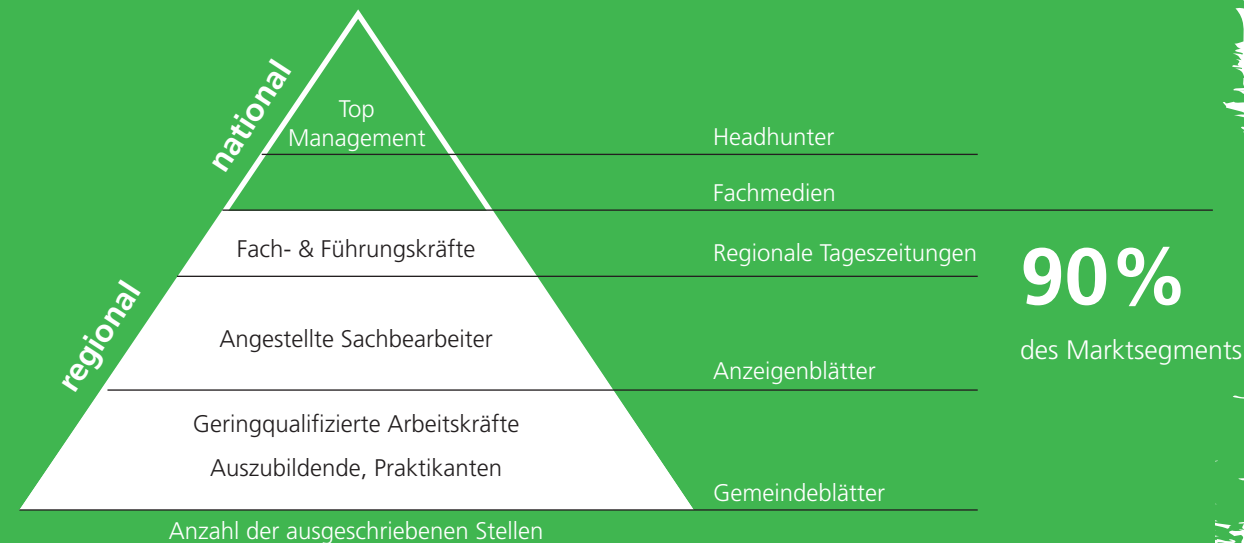 national
Top
Management
Headhunter
Fachmedien
regional
Fach- & Führungskräfte
Regionale Tageszeitungen
90%
des Marktsegments
Angestellte Sachbearbeiter
Anzeigenblätter
Geringqualifizierte Arbeitskräfte
Auszubildende, Praktikanten
Gemeindeblätter
Anzahl der ausgeschriebenen Stellen